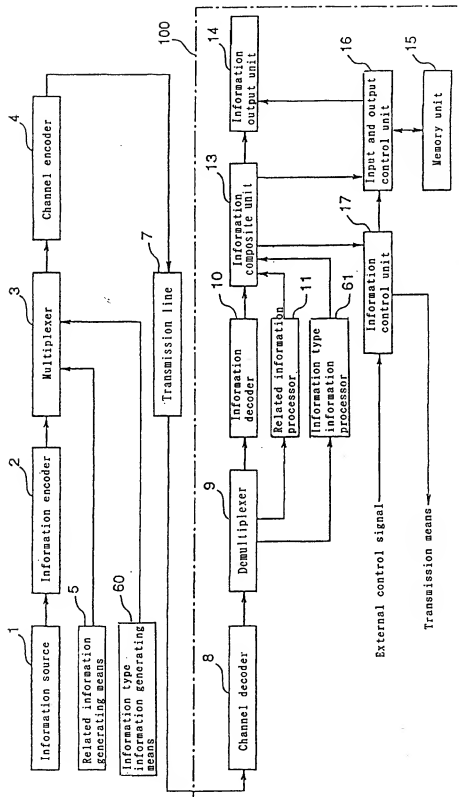 1
Information source
2
Information encoder
3
Multiplexer
4
Channel encoder
5
Related information
generating means
60
Information type
information generating
means
7
Transmission line
100
8
Channel decoder
9
Demultiplexer
10
Information
decoder
11
Related information
processor
61
Information type
information
processor
13
Information
composite unit
14
Information
output unit
17
Information
control unit
16
Input and output
control unit
15
Memory unit
External control signal
Transmission means